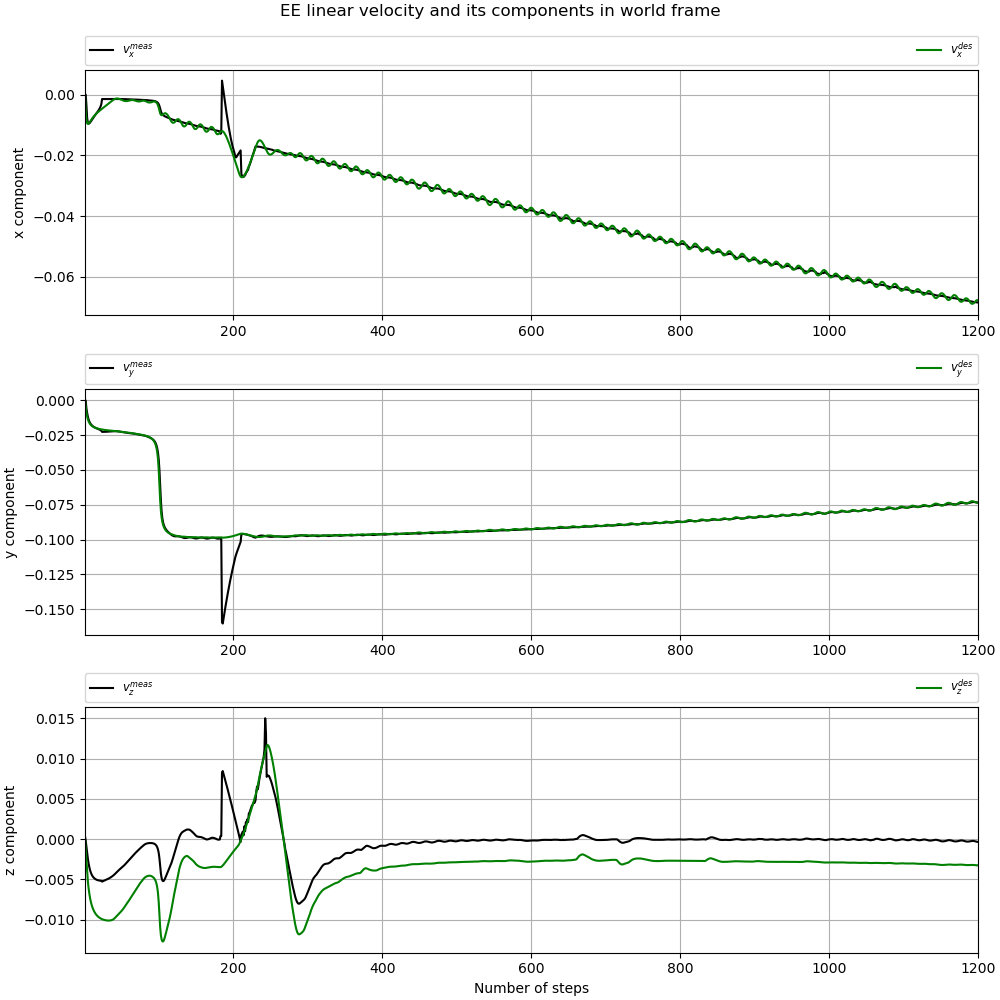 EE linear velocity and its components in world frame
v_x^meas v_x^des
0.00
−0.02
−0.04
−0.06
x component
200 400 600 800 1000 1200
v_y^meas v_y^des
0.000
−0.025
−0.050
−0.075
−0.100
−0.125
−0.150
y component
200 400 600 800 1000 1200
v_z^meas v_z^des
0.015
0.010
0.005
0.000
−0.005
−0.010
z component
200 400 600 800 1000 1200
Number of steps